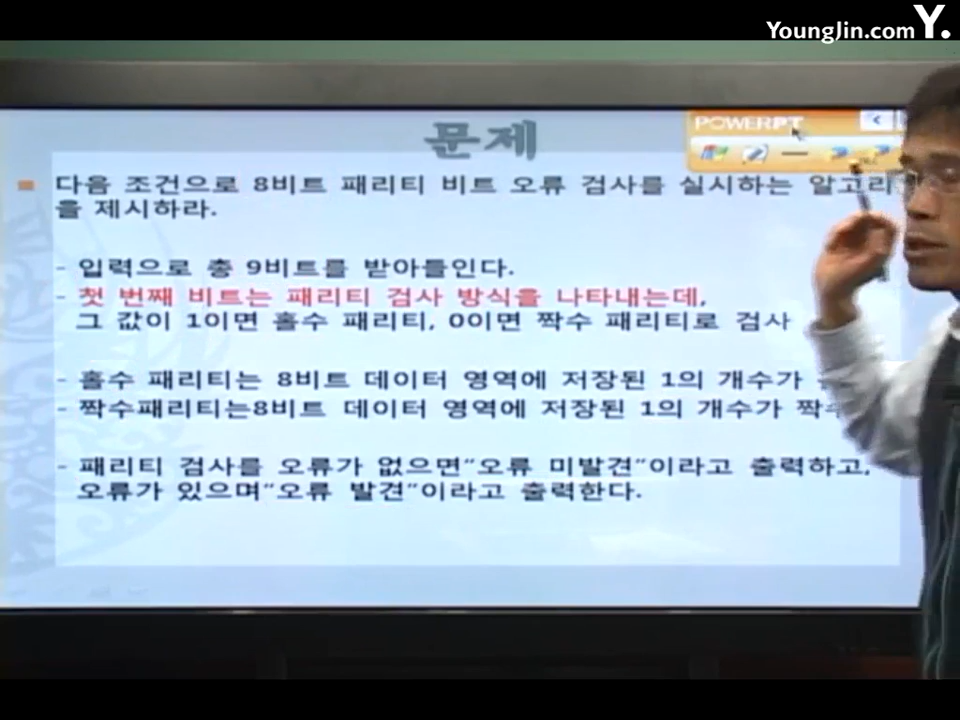 YoungJin.com Y.
문제
POWERPT
다음 조건으로 8비트 패리티 비트 오류 검사를 실시하는 알고리
을 제시하라.
- 입력으로 총 9비트를 받아들인다.
- 첫 번째 비트는 패리티 검사 방식을 나타내는데,
그 값이 1이면 홀수 패리티, 0이면 짝수 패리티로 검사
- 홀수 패리티는 8비트 데이터 영역에 저장된 1의 개수가
- 짝수패리티는8비트 데이터 영역에 저장된 1의 개수가 짝수
- 패리티 검사를 오류가 없으면"오류 미발견"이라고 출력하고,
오류가 있으며"오류 발견"이라고 출력한다.